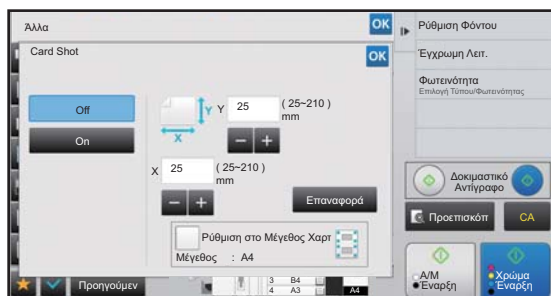 Άλλα
OK
Card Shot
OK
Off
On
Y
Y 25 (25~210)
mm
X
X 25 (25~210)
mm
Επαναφορά
Ρύθμιση στο Μέγεθος Χαρτ
Μέγεθος : A4
Προηγούμεν
3 B4
4 A3
A4
Ρύθμιση Φόντου
Έγχρωμη Λειτ.
Φωτεινότητα
Επιλογή Τύπου/Φωτεινότητας
Δοκιμαστικό
Αντίγραφο
Προεπισκόπ
CA
A/M
Έναρξη
Χρώμα
Έναρξη